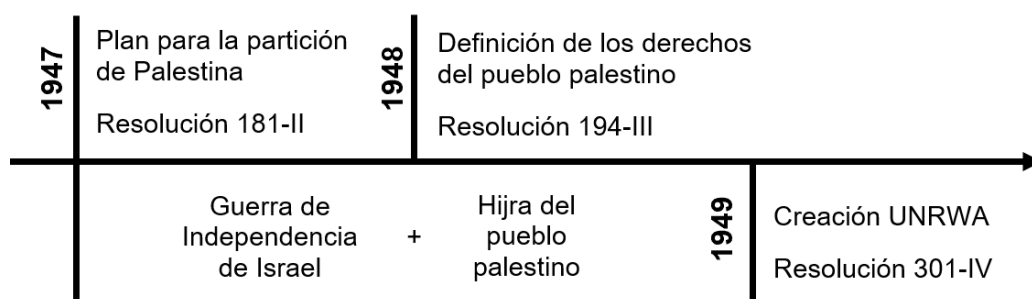 1947
Plan para la partición
de Palestina
Resolución 181-II
1948
Definición de los derechos
del pueblo palestino
Resolución 194-III
Guerra de
Independencia
de Israel
+
Hijra del
pueblo
palestino
1949
Creación UNRWA
Resolución 301-IV